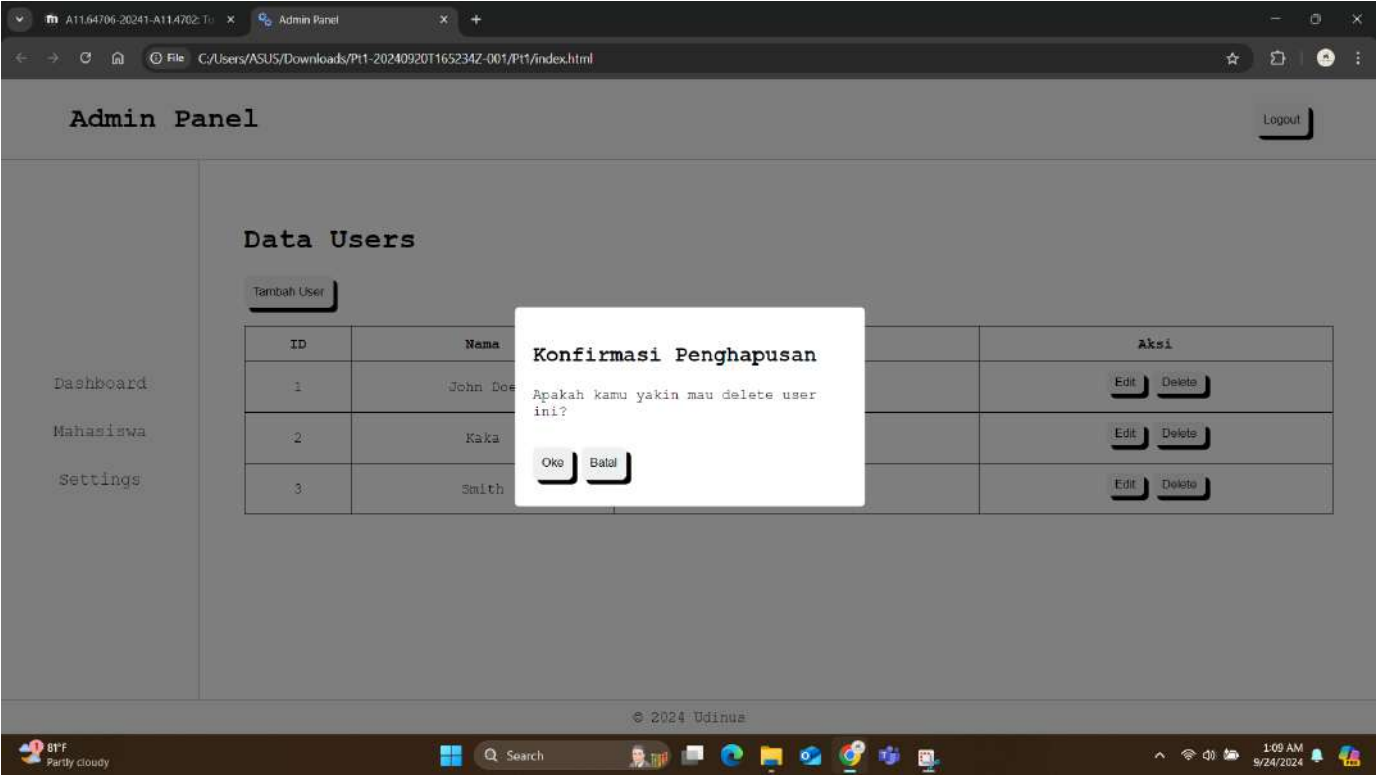 A11.64706-20241-A11.4702: Tu
Admin Panel
File C:/Users/ASUS/Downloads/Pt1-20240920T165234Z-001/Pt1/index.html
Admin Panel
Logout
Data Users
Tambah User
ID Nama Aksi
1 John Doe Edit Delete
2 Kaka Edit Delete
3 Smith Edit Delete
Dashboard
Mahasiswa
Settings
Konfirmasi Penghapusan
Apakah kamu yakin mau delete user
ini?
Oke Batal
© 2024 Udinus
1
81°F
Partly cloudy
Search
1:09 AM
9/24/2024